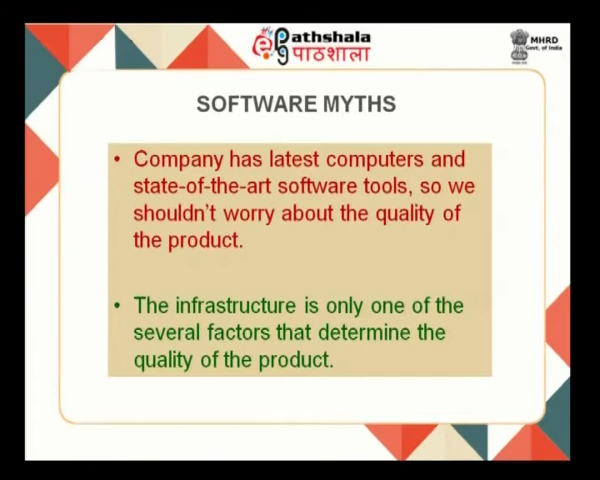 epgathshala
पाठशाला
MHRD
Govt. of India
SOFTWARE MYTHS
• Company has latest computers and
state-of-the-art software tools, so we
shouldn't worry about the quality of
the product.
• The infrastructure is only one of the
several factors that determine the
quality of the product.